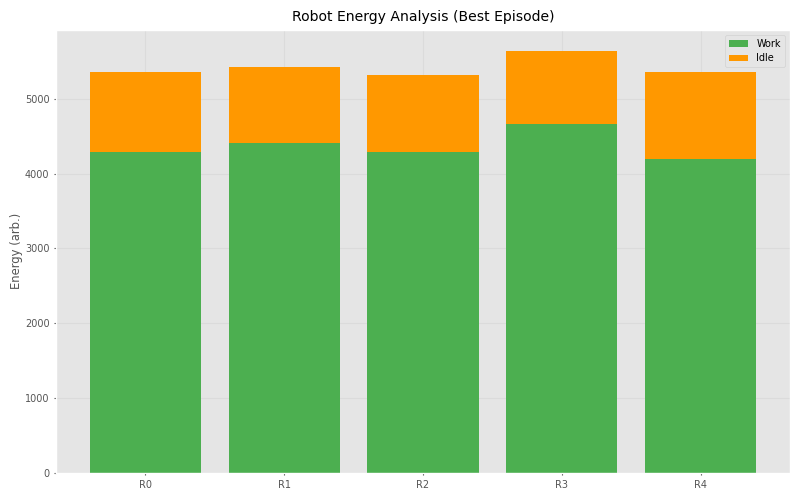 Robot Energy Analysis (Best Episode)
Work
Idle
Energy (arb.)
5000
4000
3000
2000
1000
0
R0 R1 R2 R3 R4